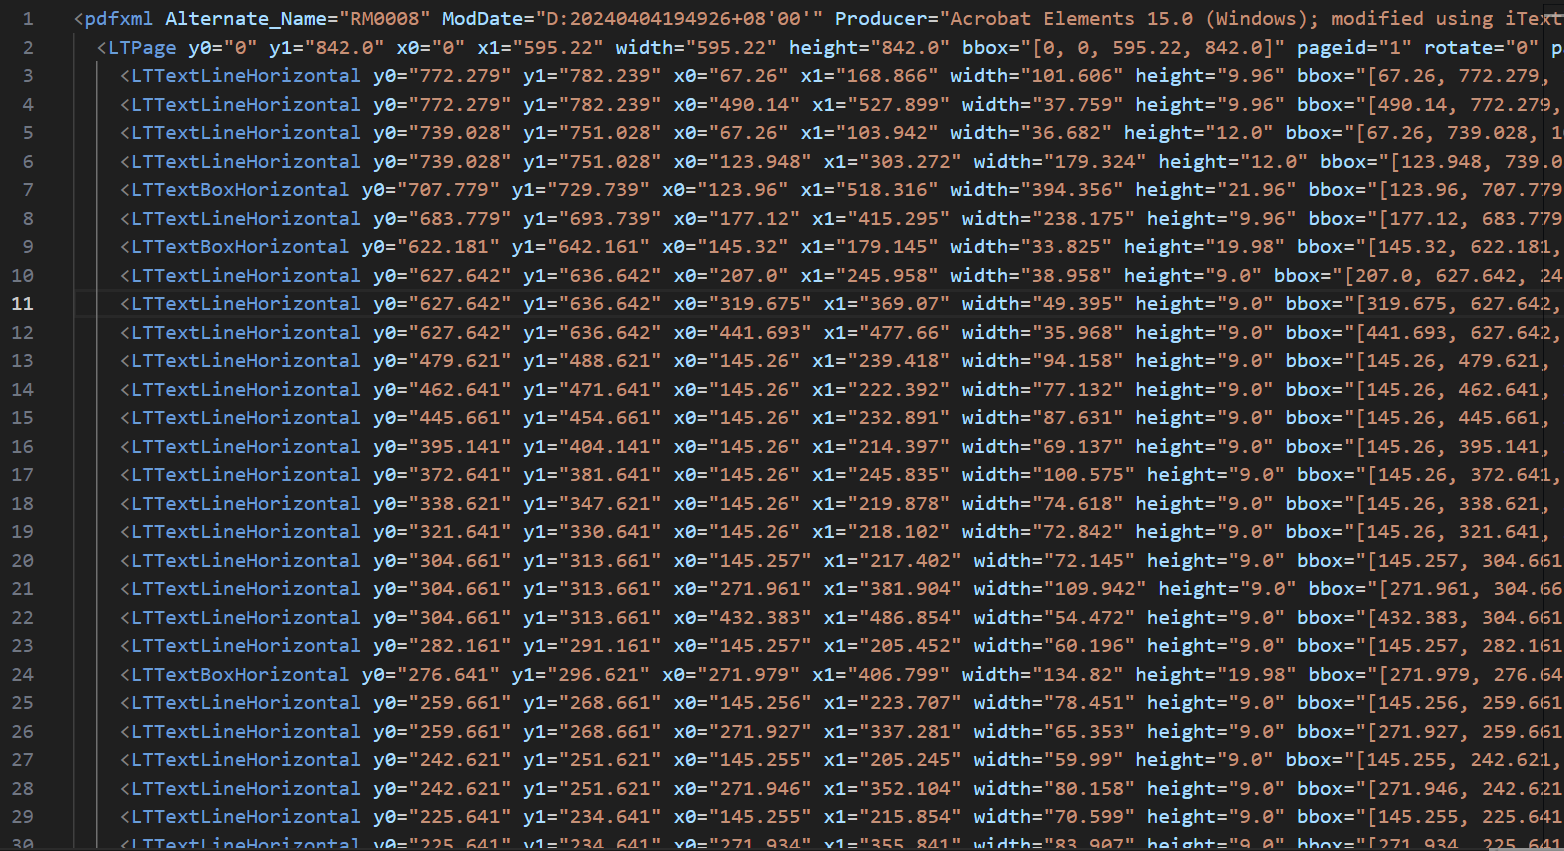 1 <pdfxml Alternate_Name="RM0008" ModDate="D:20240404194926+08'00'" Producer="Acrobat Elements 15.0 (Windows); modified using iText
2 <LTPage y0="0" y1="842.0" x0="0" x1="595.22" width="595.22" height="842.0" bbox="[0, 0, 595.22, 842.0]" pageid="1" rotate="0" p
3 <LTTextLineHorizontal y0="772.279" y1="782.239" x0="67.26" x1="168.866" width="101.606" height="9.96" bbox="[67.26, 772.279,
4 <LTTextLineHorizontal y0="772.279" y1="782.239" x0="490.14" x1="527.899" width="37.759" height="9.96" bbox="[490.14, 772.279,
5 <LTTextLineHorizontal y0="739.028" y1="751.028" x0="67.26" x1="103.942" width="36.682" height="12.0" bbox="[67.26, 739.028, 1
6 <LTTextLineHorizontal y0="739.028" y1="751.028" x0="123.948" x1="303.272" width="179.324" height="12.0" bbox="[123.948, 739.0
7 <LTTextBoxHorizontal y0="707.779" y1="729.739" x0="123.96" x1="518.316" width="394.356" height="21.96" bbox="[123.96, 707.779
8 <LTTextLineHorizontal y0="683.779" y1="693.739" x0="177.12" x1="415.295" width="238.175" height="9.96" bbox="[177.12, 683.779
9 <LTTextBoxHorizontal y0="622.181" y1="642.161" x0="145.32" x1="179.145" width="33.825" height="19.98" bbox="[145.32, 622.181,
10 <LTTextLineHorizontal y0="627.642" y1="636.642" x0="207.0" x1="245.958" width="38.958" height="9.0" bbox="[207.0, 627.642, 24
11 <LTTextLineHorizontal y0="627.642" y1="636.642" x0="319.675" x1="369.07" width="49.395" height="9.0" bbox="[319.675, 627.642,
12 <LTTextLineHorizontal y0="627.642" y1="636.642" x0="441.693" x1="477.66" width="35.968" height="9.0" bbox="[441.693, 627.642,
13 <LTTextLineHorizontal y0="479.621" y1="488.621" x0="145.26" x1="239.418" width="94.158" height="9.0" bbox="[145.26, 479.621,
14 <LTTextLineHorizontal y0="462.641" y1="471.641" x0="145.26" x1="222.392" width="77.132" height="9.0" bbox="[145.26, 462.641,
15 <LTTextLineHorizontal y0="445.661" y1="454.661" x0="145.26" x1="232.891" width="87.631" height="9.0" bbox="[145.26, 445.661,
16 <LTTextLineHorizontal y0="395.141" y1="404.141" x0="145.26" x1="214.397" width="69.137" height="9.0" bbox="[145.26, 395.141,
17 <LTTextLineHorizontal y0="372.641" y1="381.641" x0="145.26" x1="245.835" width="100.575" height="9.0" bbox="[145.26, 372.641,
18 <LTTextLineHorizontal y0="338.621" y1="347.621" x0="145.26" x1="219.878" width="74.618" height="9.0" bbox="[145.26, 338.621,
19 <LTTextLineHorizontal y0="321.641" y1="330.641" x0="145.26" x1="218.102" width="72.842" height="9.0" bbox="[145.26, 321.641,
20 <LTTextLineHorizontal y0="304.661" y1="313.661" x0="145.257" x1="217.402" width="72.145" height="9.0" bbox="[145.257, 304.661
21 <LTTextLineHorizontal y0="304.661" y1="313.661" x0="271.961" x1="381.904" width="109.942" height="9.0" bbox="[271.961, 304.66
22 <LTTextLineHorizontal y0="304.661" y1="313.661" x0="432.383" x1="486.854" width="54.472" height="9.0" bbox="[432.383, 304.661
23 <LTTextLineHorizontal y0="282.161" y1="291.161" x0="145.257" x1="205.452" width="60.196" height="9.0" bbox="[145.257, 282.161
24 <LTTextBoxHorizontal y0="276.641" y1="296.621" x0="271.979" x1="406.799" width="134.82" height="19.98" bbox="[271.979, 276.64
25 <LTTextLineHorizontal y0="259.661" y1="268.661" x0="145.256" x1="223.707" width="78.451" height="9.0" bbox="[145.256, 259.661
26 <LTTextLineHorizontal y0="259.661" y1="268.661" x0="271.927" x1="337.281" width="65.353" height="9.0" bbox="[271.927, 259.661
27 <LTTextLineHorizontal y0="242.621" y1="251.621" x0="145.255" x1="205.245" width="59.99" height="9.0" bbox="[145.255, 242.621,
28 <LTTextLineHorizontal y0="242.621" y1="251.621" x0="271.946" x1="352.104" width="80.158" height="9.0" bbox="[271.946, 242.621
29 <LTTextLineHorizontal y0="225.641" y1="234.641" x0="145.255" x1="215.854" width="70.599" height="9.0" bbox="[145.255, 225.641
30 <LTTextLineHorizontal y0="225.641" y1="234.641" x0="271.934" x1="355.841" width="83.907" height="9.0" bbox="[271.934, 225.641